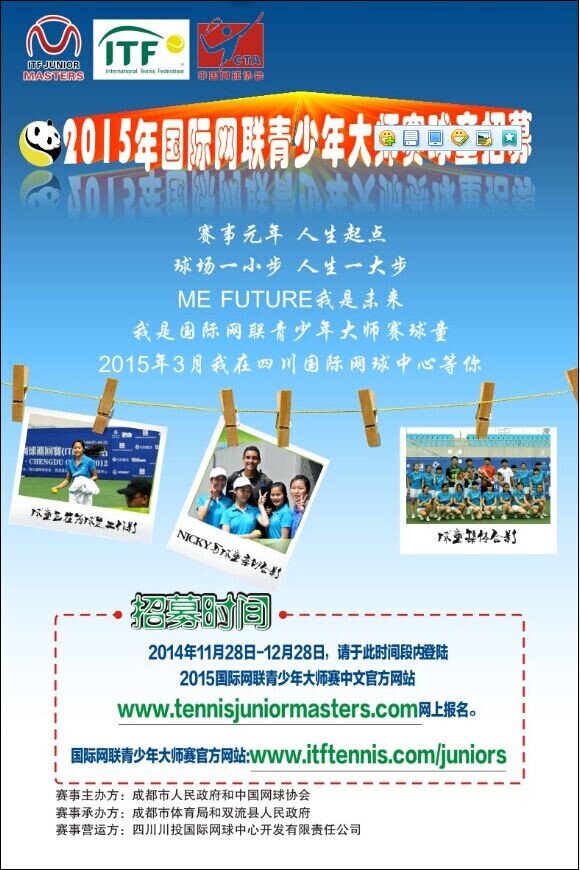 ITF JUNIOR
MASTERS
ITF
International Tennis Federation
CTA
中国网球协会
2015年国际网联青少年大师赛球童招募
赛事元年 人生起点
球场一小步 人生一大步
ME FUTURE我是未来
我是国际网联青少年大师赛球童
2015年3月我在四川国际网球中心等你
CHENGDU
2012
球童正在为球员工作影
NICKY与球童亲切合影
球童集体合影
招募时间
2014年11月28日-12月28日，请于此时间段内登陆
2015国际网联青少年大师赛中文官方网站
www.tennisjuniormasters.com网上报名。
国际网联青少年大师赛官方网站:www.itftennis.com/juniors
赛事主办方：成都市人民政府和中国网球协会
赛事承办方：成都市体育局和双流县人民政府
赛事营运方：四川川投国际网球中心开发有限责任公司